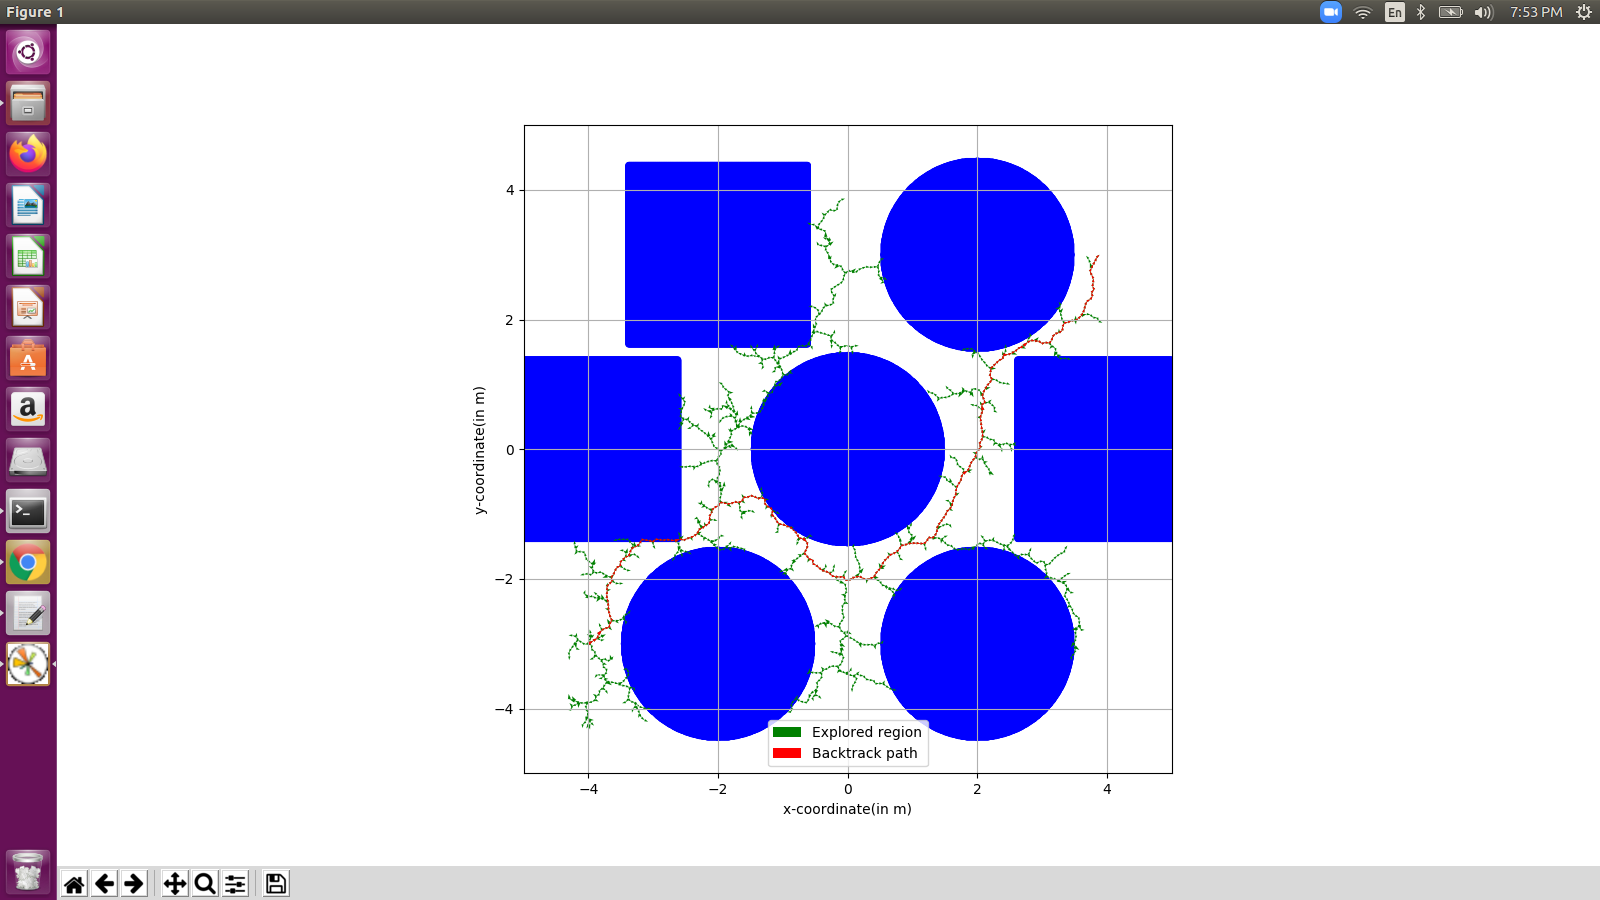 Figure 1
En
7:53 PM
4
2
0
−2
−4
y-coordinate(in m)
Explored region
Backtrack path
−4
−2
0
2
4
x-coordinate(in m)